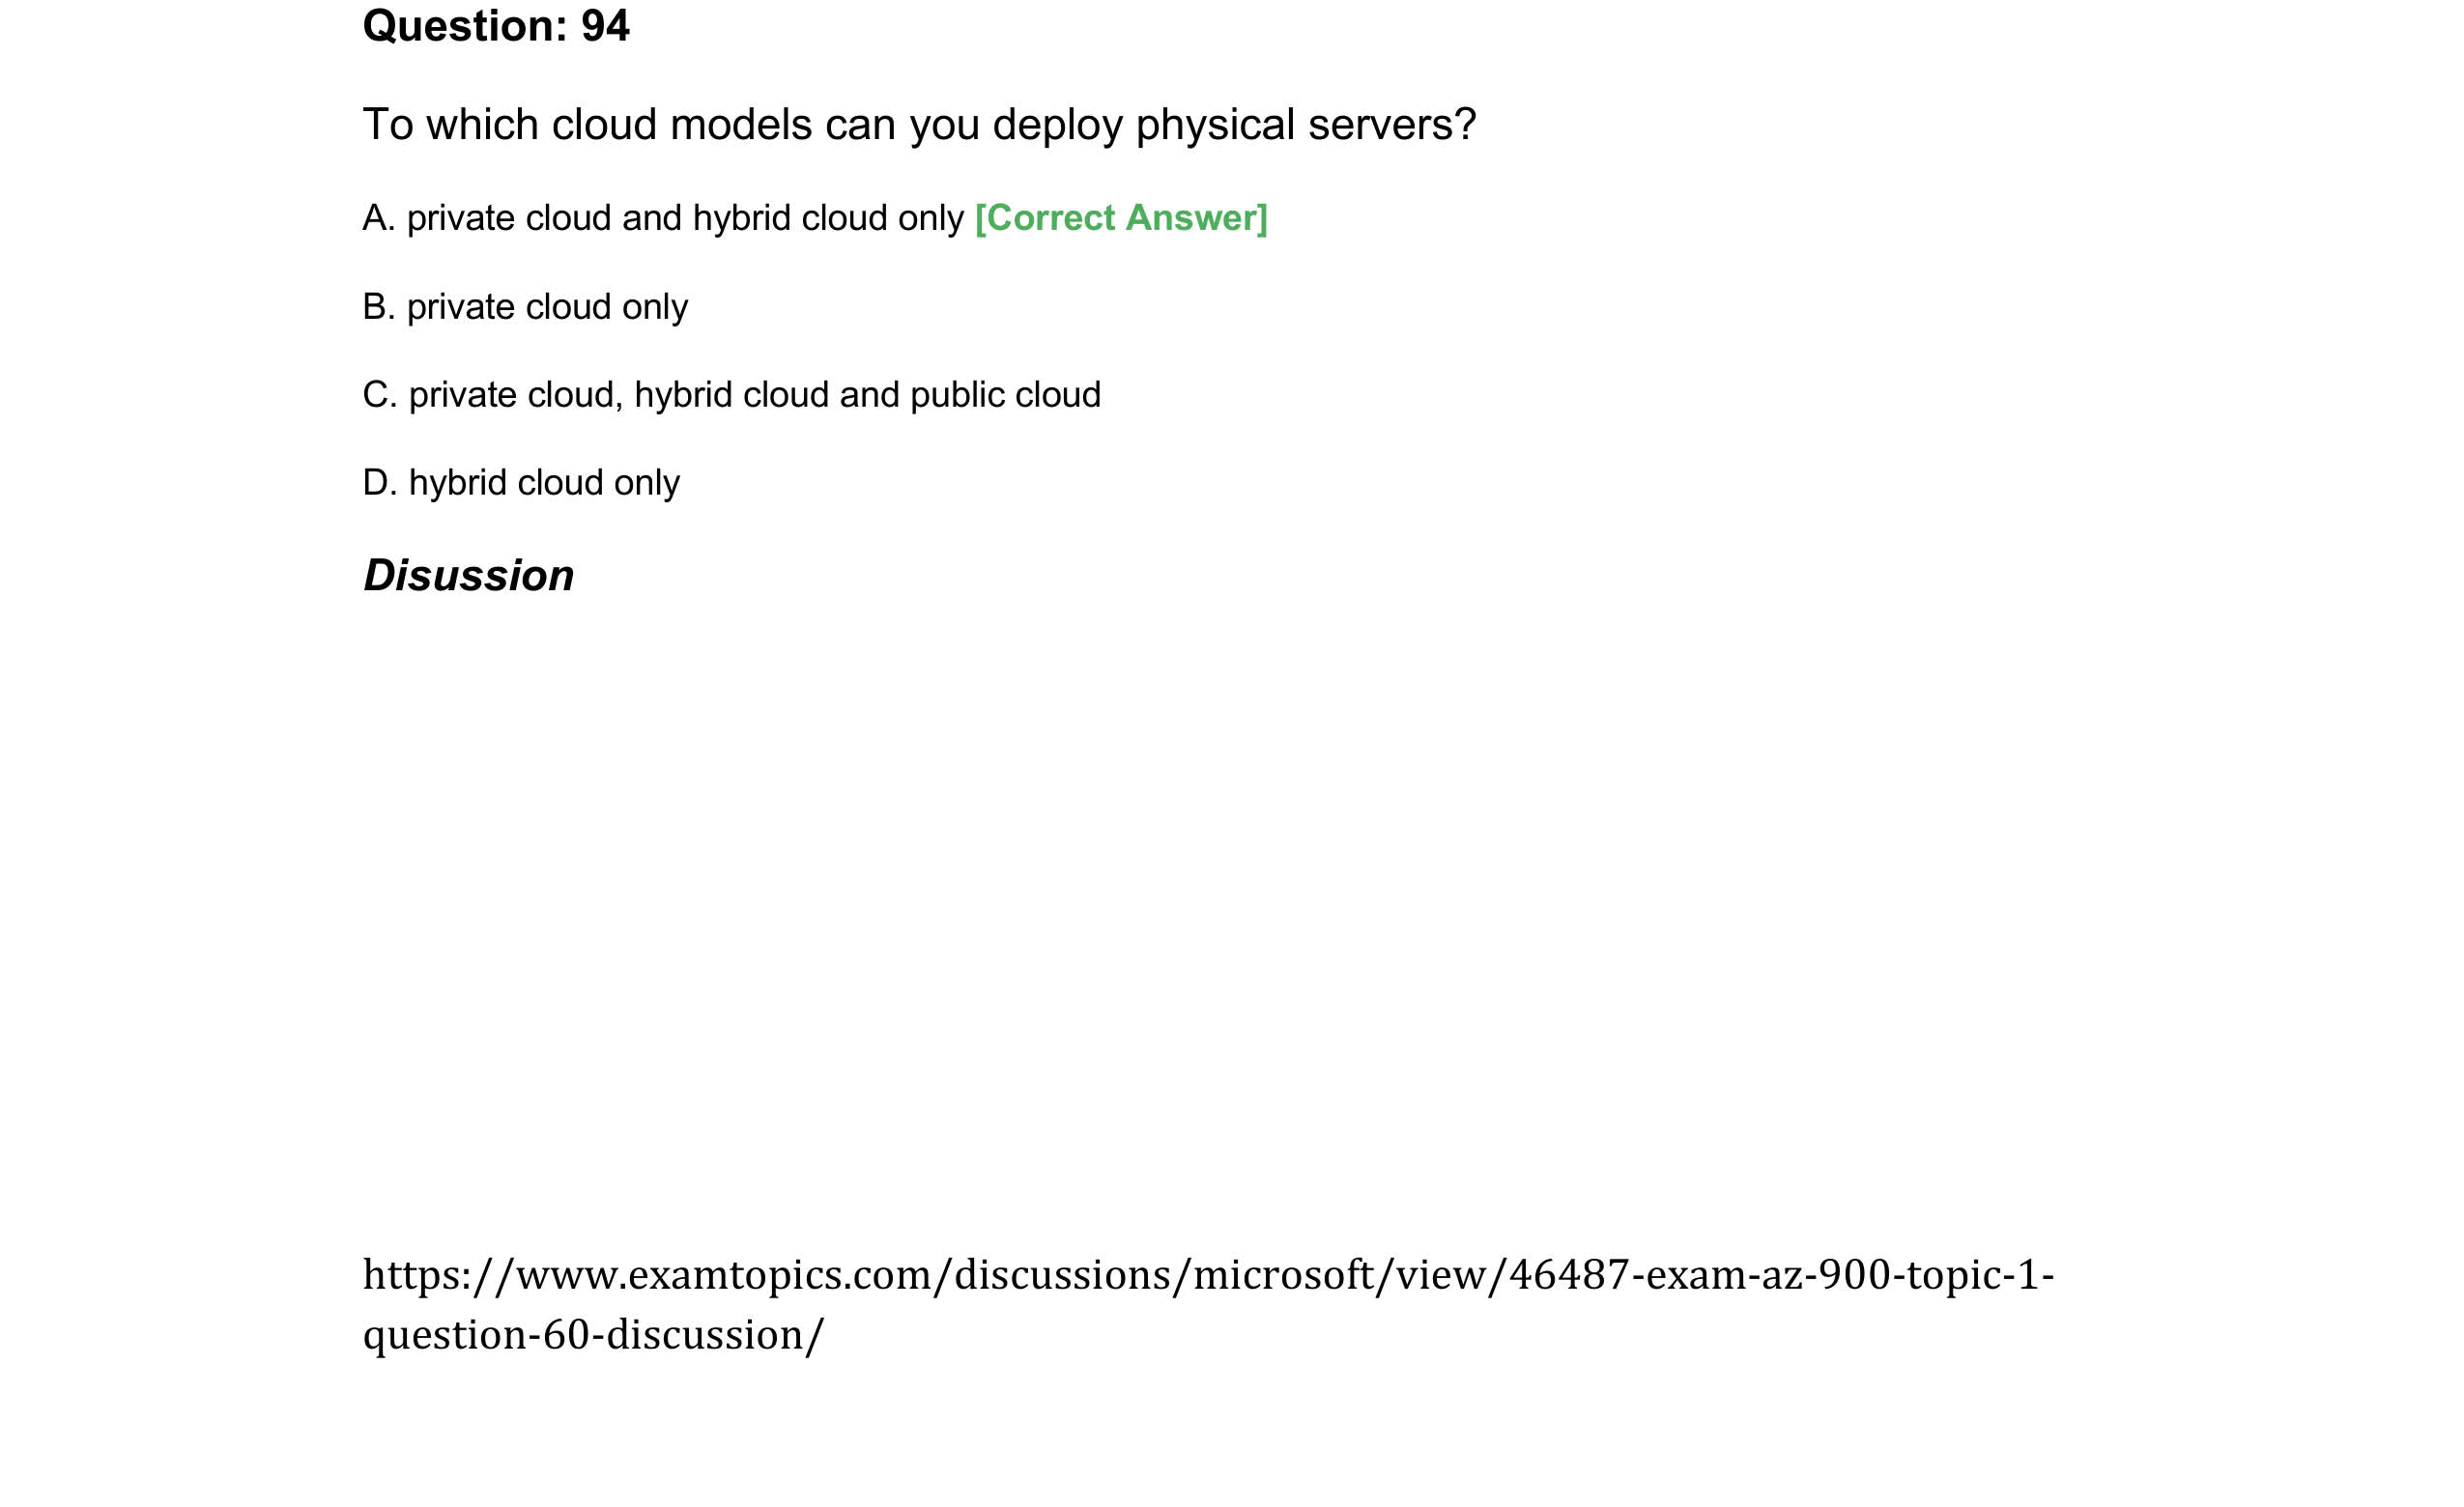 Question: 94
To which cloud models can you deploy physical servers?
A. private cloud and hybrid cloud only [Correct Answer]
B. private cloud only
C. private cloud, hybrid cloud and public cloud
D. hybrid cloud only
Disussion
https://www.examtopics.com/discussions/microsoft/view/46487-exam-az-900-topic-1-
question-60-discussion/